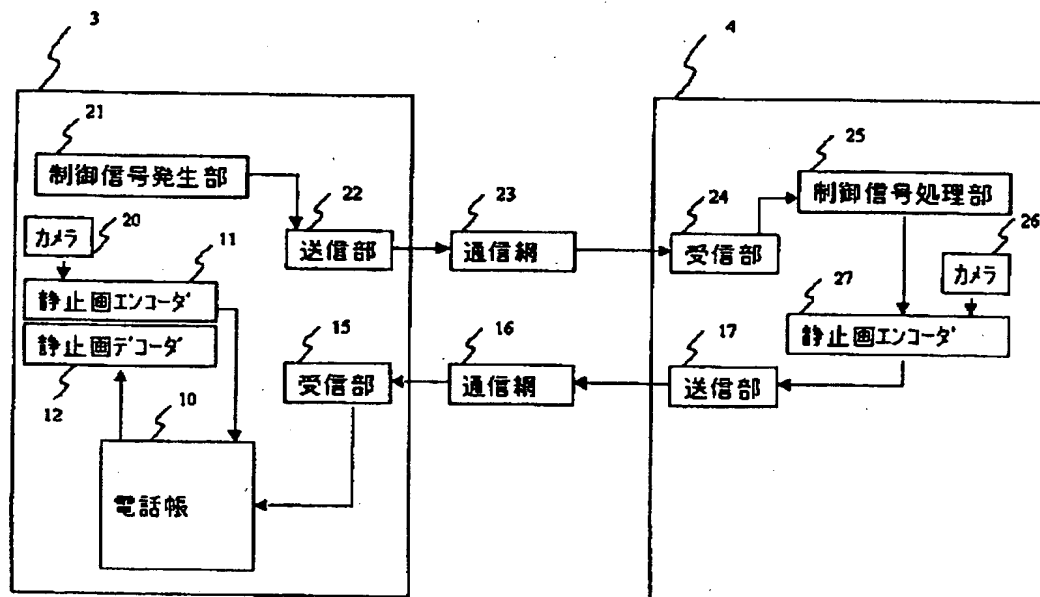 3
4
21
制御信号発生部
25
制御信号処理部
20
カメラ
22
送信部
23
通信網
24
受信部
26
カメラ
11
静止画エンコーダ
静止画デコーダ
12
27
静止画エンコーダ
15
受信部
16
通信網
17
送信部
10
電話帳